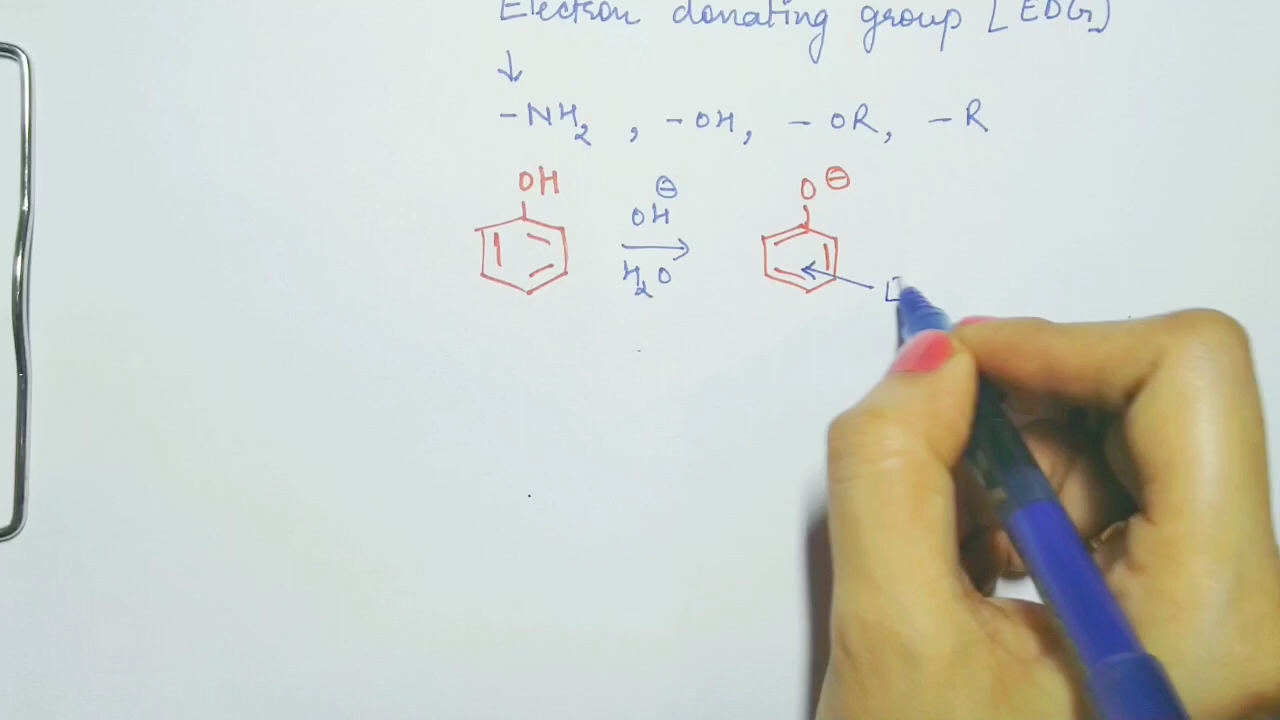 Electron donating group [EDG]
↓
-NH₂, -OH, -OR, -R
OH
OH⊖
H₂O
O⊖